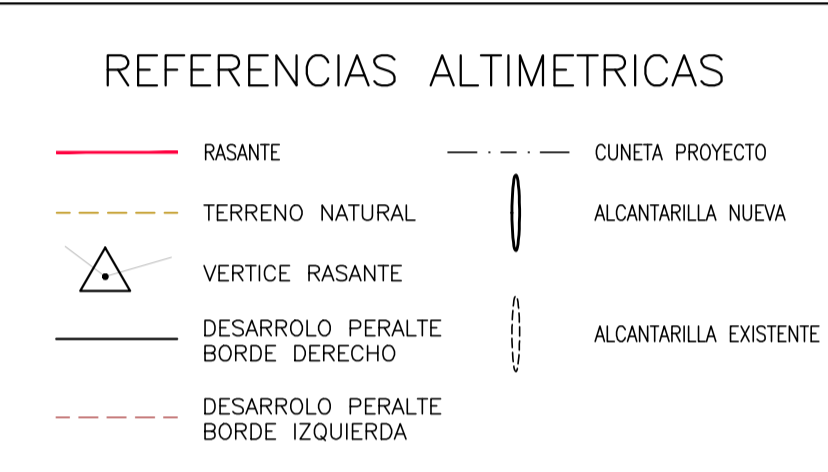 REFERENCIAS ALTIMETRICAS
RASANTE
TERRENO NATURAL
VERTICE RASANTE
DESARROLO PERALTE
BORDE DERECHO
DESARROLO PERALTE
BORDE IZQUIERDA
CUNETA PROYECTO
ALCANTARILLA NUEVA
ALCANTARILLA EXISTENTE